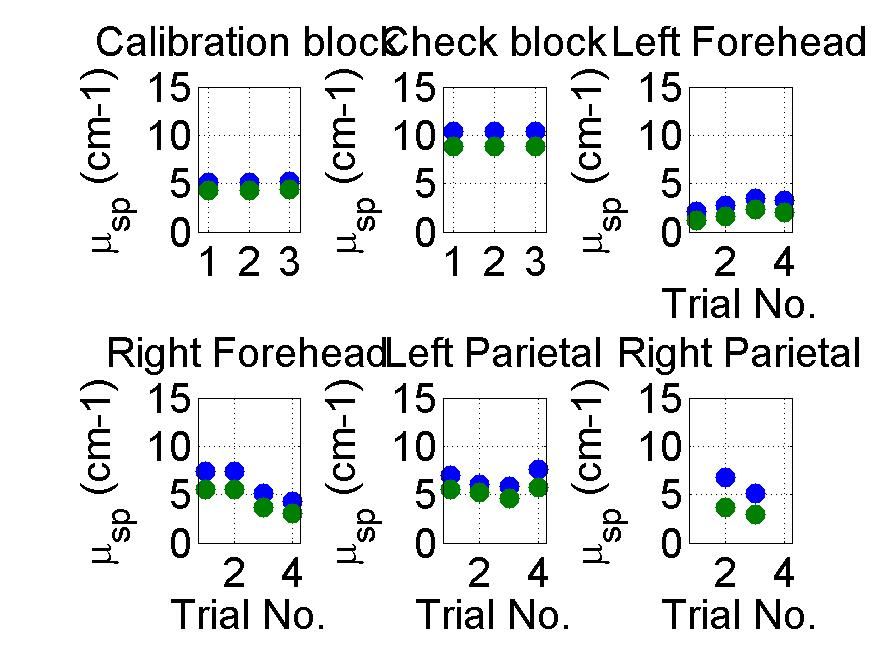 Calibration block
Check block
Left Forehead
μsp (cm-1)
15
10
5
0
1 2 3
μsp (cm-1)
15
10
5
0
1 2 3
μsp (cm-1)
15
10
5
0
2 4
Trial No.
Right Forehead
Left Parietal
Right Parietal
μsp (cm-1)
15
10
5
0
2 4
Trial No.
μsp (cm-1)
15
10
5
0
2 4
Trial No.
μsp (cm-1)
15
10
5
0
2 4
Trial No.